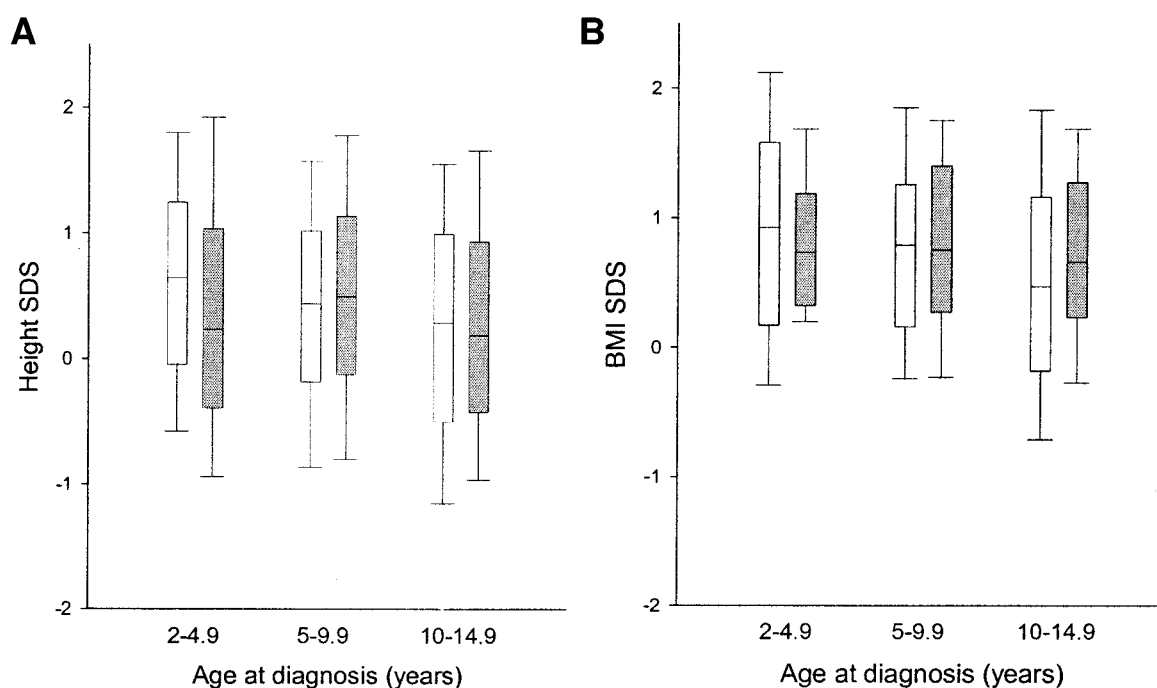 A
Height SDS
2
1
0
-1
-2
2-4.9 5-9.9 10-14.9
Age at diagnosis (years)
B
BMI SDS
2
1
0
-1
-2
2-4.9 5-9.9 10-14.9
Age at diagnosis (years)